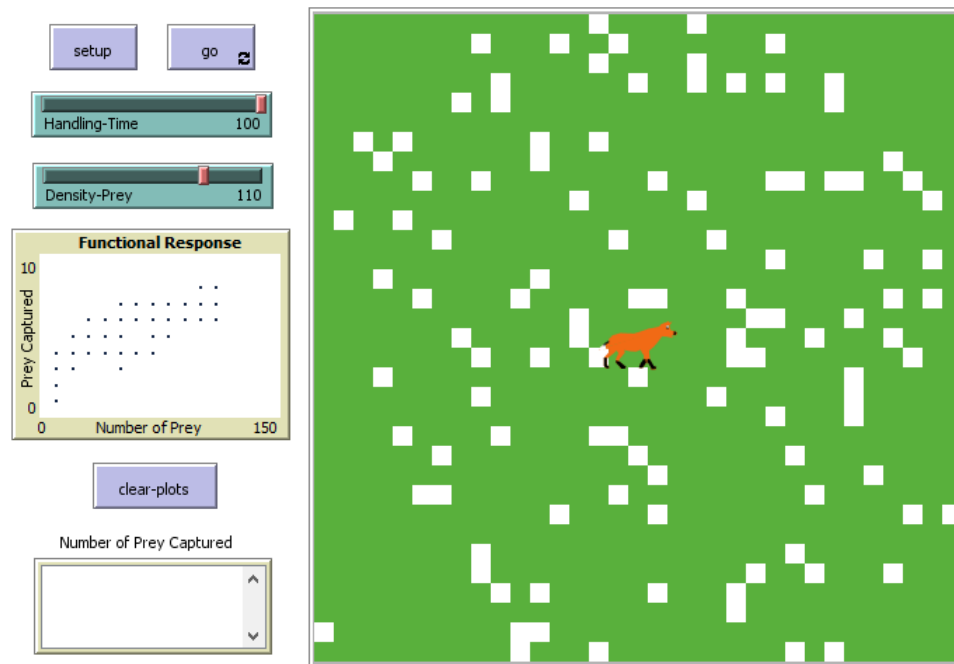 setup
go
Handling-Time 100
Density-Prey 110
Functional Response
10
Prey Captured
0
0 Number of Prey 150
clear-plots
Number of Prey Captured